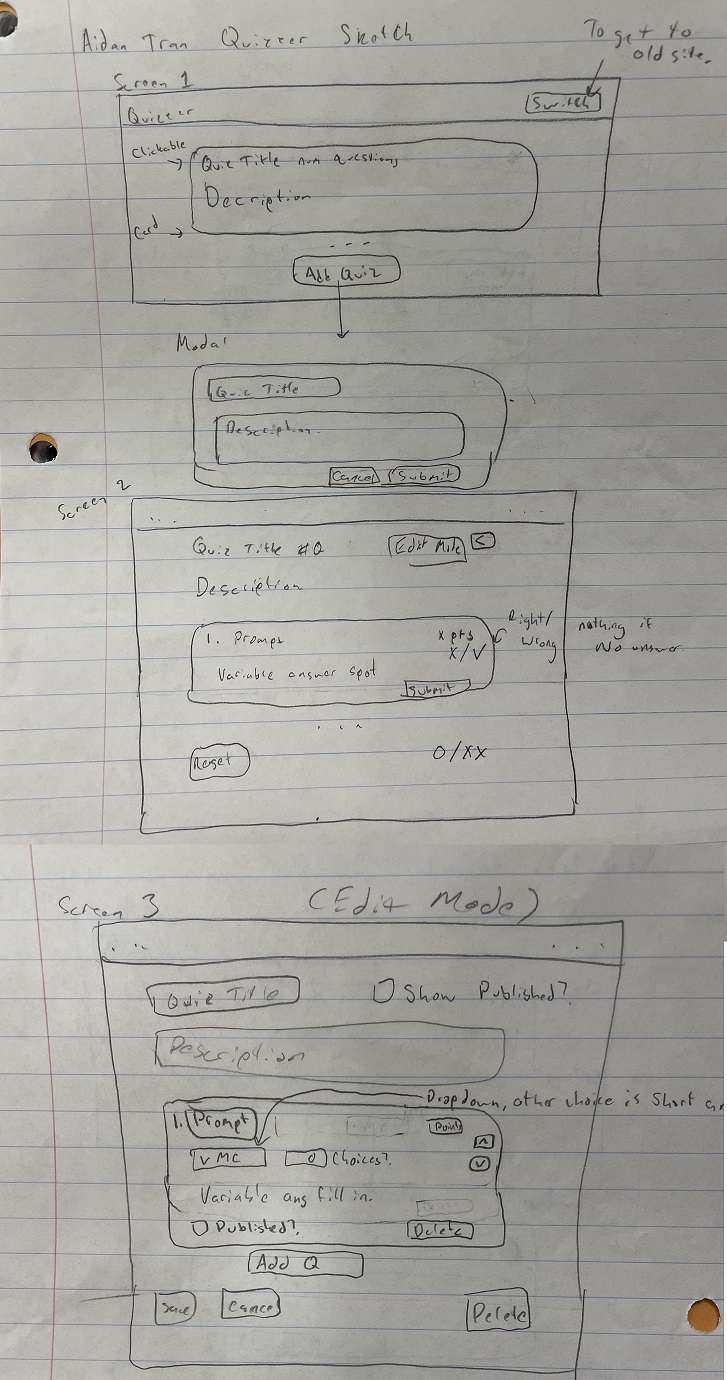 Aidan Tran Quizzer Sketch
To get to
old site.
Screen 1
Quizzer
Switch
Clickable
Quiz Title num questions
Decription
Card
...
Add Quiz
Modal
Quiz Title
Description
Cancel Submit
Screen 2
... ...
Quiz Title #Q Edit Mode <
Description
1. Prompt X pts
X/√
Right/
Wrong
nothing if
No answer.
Variable answer spot
Submit
...
Reset 0/XX
Screen 3 (Edit Mode)
... ...
Quiz Title Show Published?
Description
Dropdown, other choice is Short an
1. Prompt Points
^
v MC 0 Choices?
v
Variable ans fill in.
Published? Delete
Add Q
Save Cancel Delete